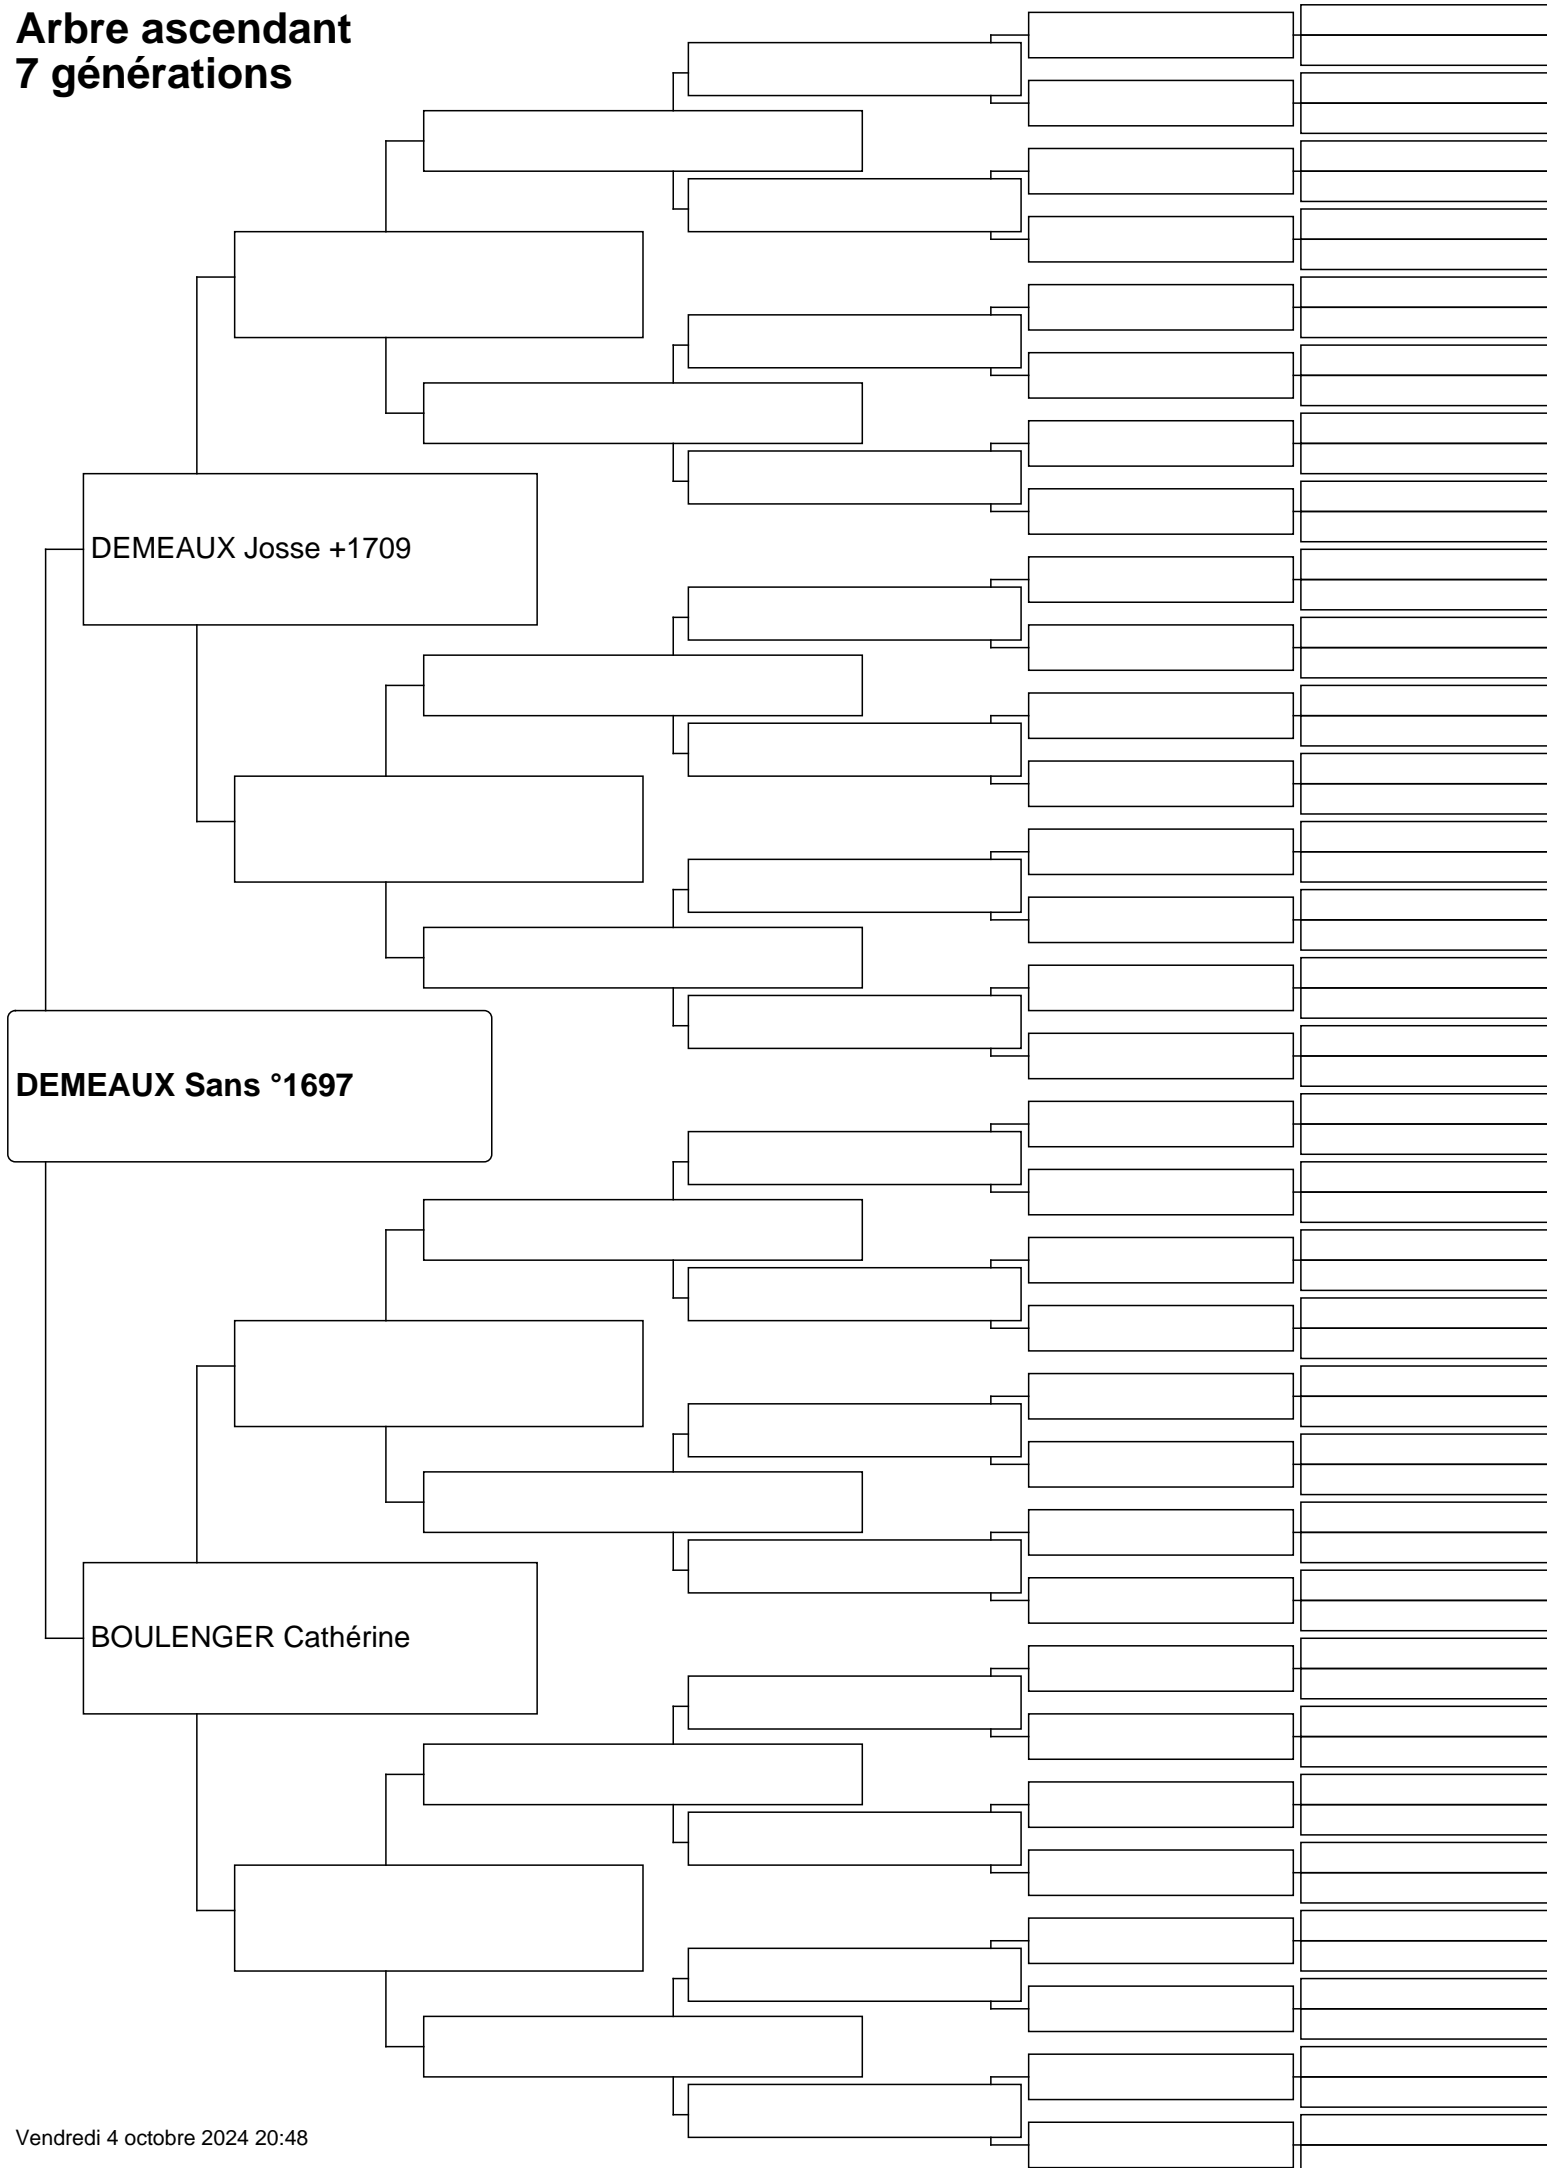 Arbre ascendant
7 générations
DEMEAUX Josse +1709
DEMEAUX Sans °1697
BOULENGER Cathérine
Vendredi 4 octobre 2024 20:48